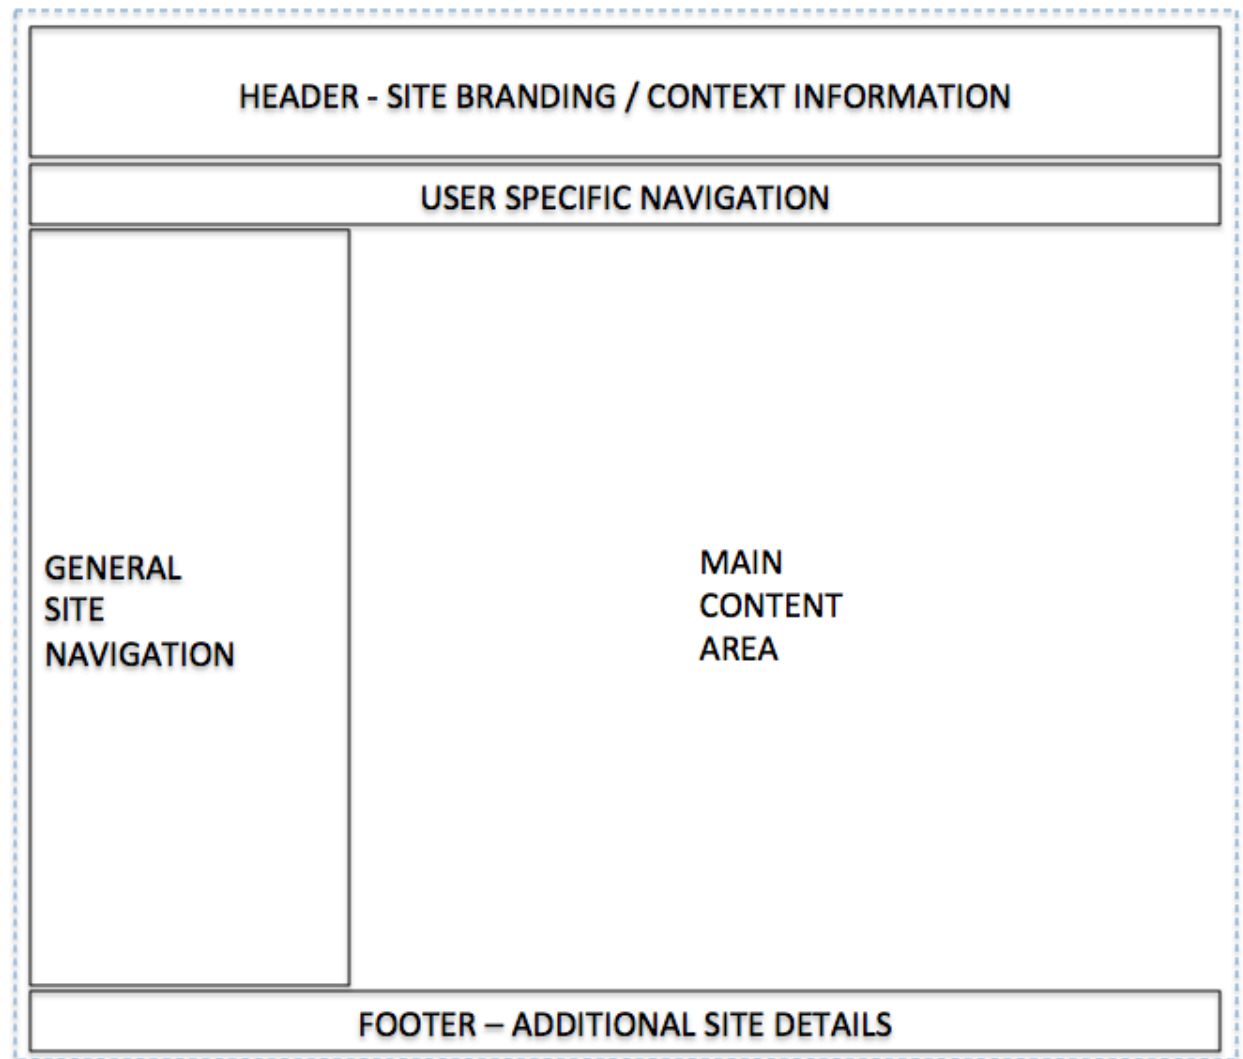 HEADER - SITE BRANDING / CONTEXT INFORMATION
USER SPECIFIC NAVIGATION
GENERAL
SITE
NAVIGATION
MAIN
CONTENT
AREA
FOOTER – ADDITIONAL SITE DETAILS